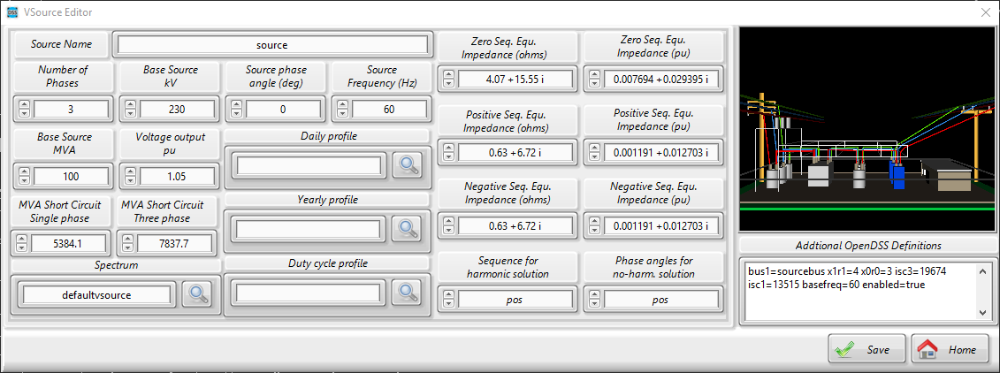 VSource Editor
Source Name
source
Number of
Phases
3
Base Source
kV
230
Source phase
angle (deg)
0
Source
Frequency (Hz)
60
Base Source
MVA
100
Voltage output
pu
1.05
MVA Short Circuit
Single phase
5384.1
MVA Short Circuit
Three phase
7837.7
Spectrum
defaultvsource
Daily profile
Yearly profile
Duty cycle profile
Zero Seq. Equ.
Impedance (ohms)
4.07 +15.55 i
Zero Seq. Equ.
Impedance (pu)
0.007694 +0.029395 i
Positive Seq. Equ.
Impedance (ohms)
0.63 +6.72 i
Positive Seq. Equ.
Impedance (pu)
0.001191 +0.012703 i
Negative Seq. Equ.
Impedance (ohms)
0.63 +6.72 i
Negative Seq. Equ.
Impedance (pu)
0.001191 +0.012703 i
Sequence for
harmonic solution
pos
Phase angles for
no-harm. solution
pos
Addtional OpenDSS Definitions
bus1=sourcebus x1r1=4 x0r0=3 isc3=19674
isc1=13515 basefreq=60 enabled=true
Save
Home